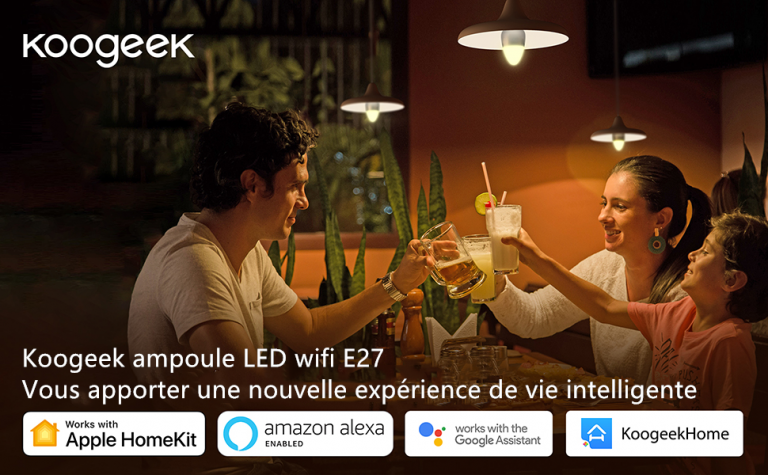 Koogeek
Koogeek ampoule LED wifi E27
Vous apporter une nouvelle expérience de vie intelligente
Works with
Apple HomeKit
amazon alexa
ENABLED
works with the
Google Assistant
KoogeekHome